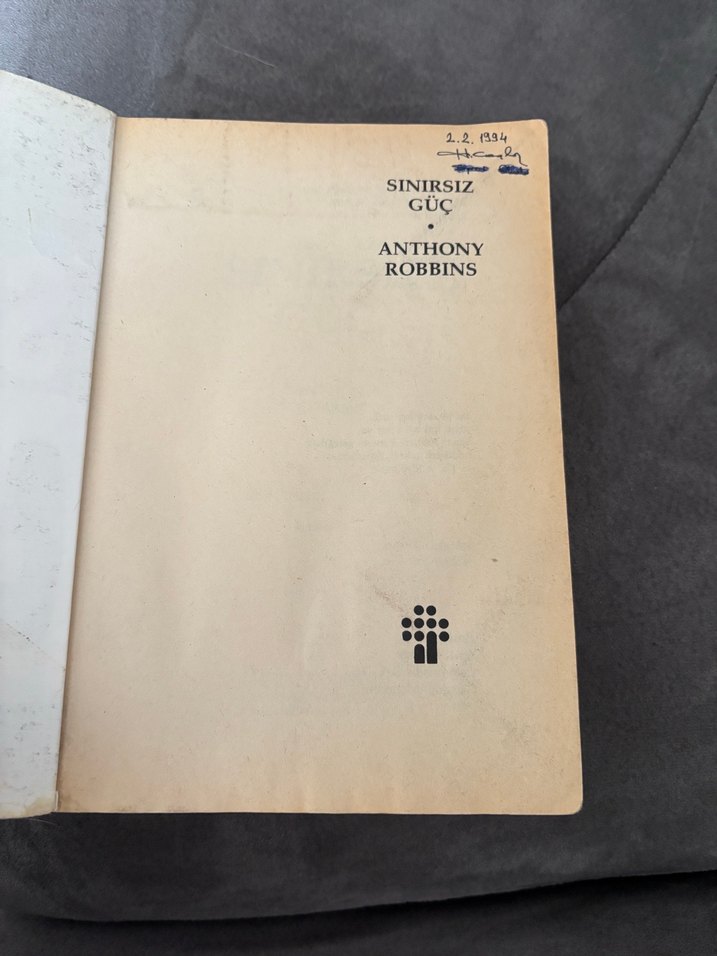 2.2.1994
SINIRSIZ
GÜÇ
•
ANTHONY
ROBBINS